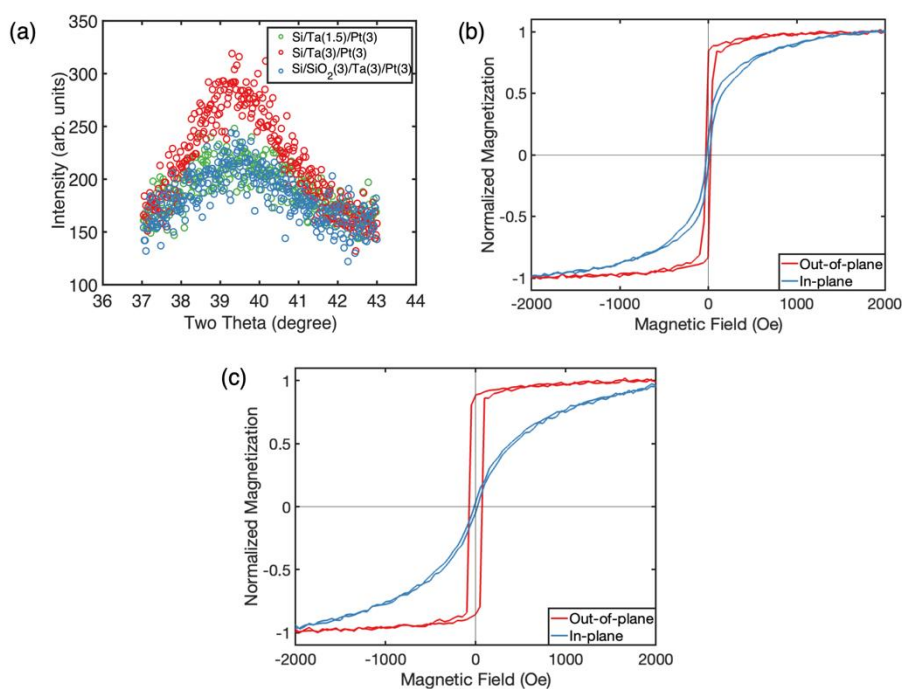 (a)
350
300
250
200
150
100
Intensity (arb. units)
Si/Ta(1.5)/Pt(3)
Si/Ta(3)/Pt(3)
Si/SiO2(3)/Ta(3)/Pt(3)
36 37 38 39 40 41 42 43 44
Two Theta (degree)
(b)
1
0.5
0
-0.5
-1
Normalized Magnetization
Out-of-plane
In-plane
-2000 -1000 0 1000 2000
Magnetic Field (Oe)
(c)
1
0.5
0
-0.5
-1
Normalized Magnetization
Out-of-plane
In-plane
-2000 -1000 0 1000 2000
Magnetic Field (Oe)